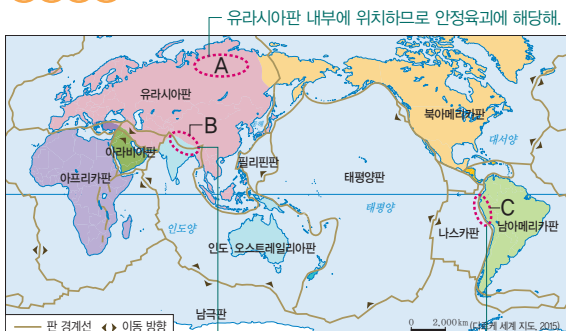 유라시아판 내부에 위치하므로 안정육괴에 해당해.
A
유라시아판
북아메리카판
B
대서양
아라비아판
필리핀판
아프리카판
태평양판
태평양
C
인도양
나스카판
남아메리카판
인도 오스트레일리아판
남극판
판 경계선 이동 방향
0 2,000km (디르케 세계 지도, 2015)